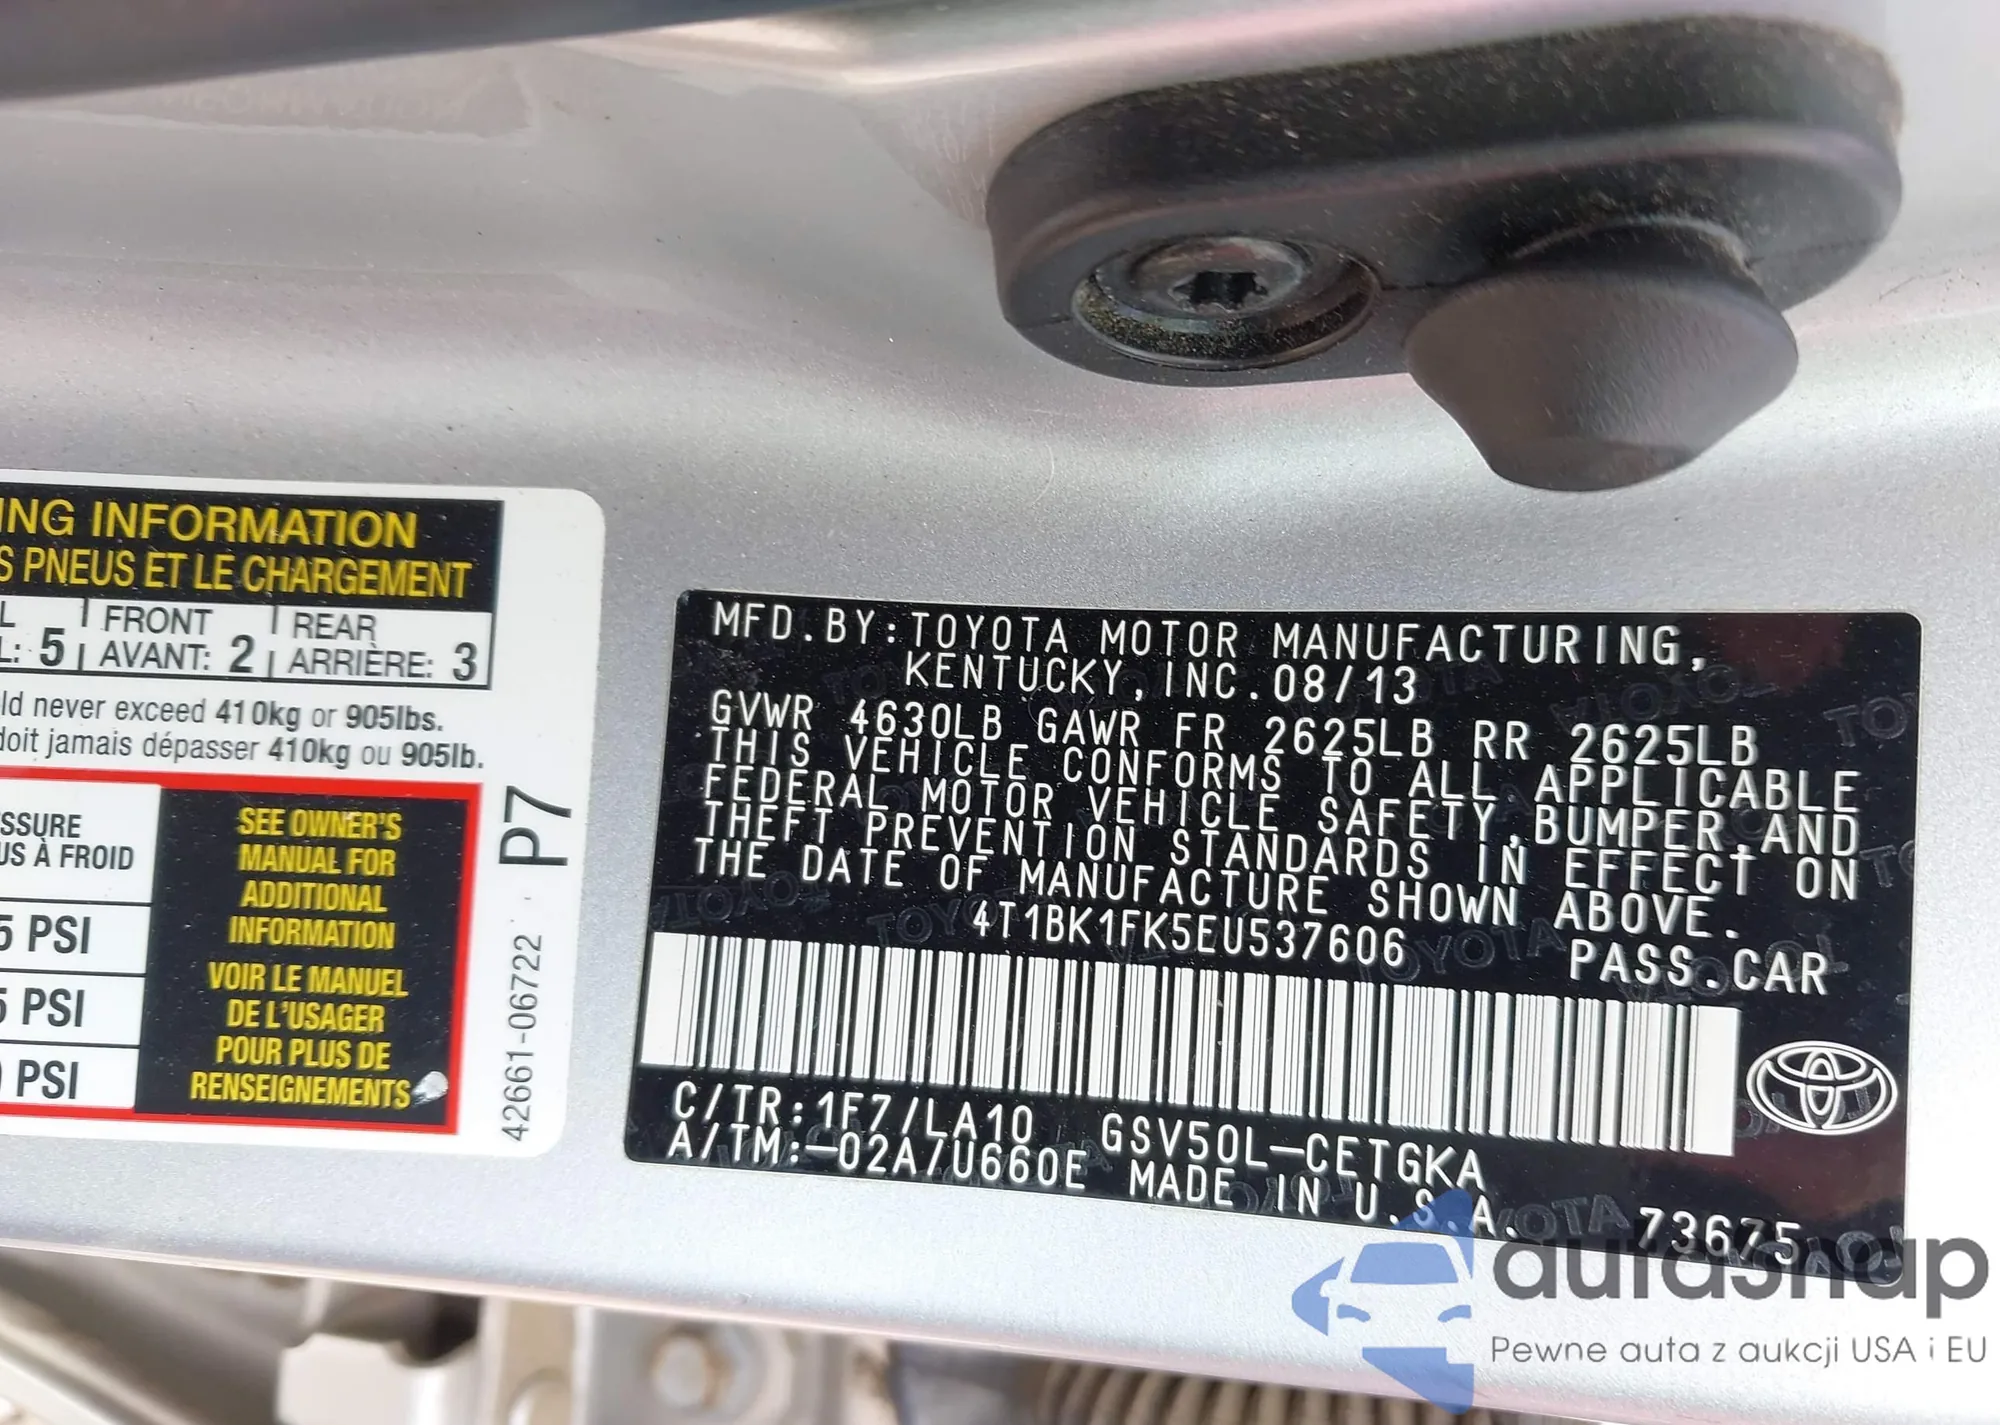 ING INFORMATION
S PNEUS ET LE CHARGEMENT
L | FRONT | REAR
L: 5 | AVANT: 2 | ARRIÈRE: 3
ld never exceed 410kg or 905lbs.
doit jamais dépasser 410kg ou 905lb.
SSURE
US À FROID
5 PSI
5 PSI
PSI
SEE OWNER'S
MANUAL FOR
ADDITIONAL
INFORMATION
VOIR LE MANUEL
DE L'USAGER
POUR PLUS DE
RENSEIGNEMENTS
42661-06722 P7
MFD.BY:TOYOTA MOTOR MANUFACTURING,
KENTUCKY,INC.08/13
GVWR 4630LB GAWR FR 2625LB RR 2625LB
THIS VEHICLE CONFORMS TO ALL APPLICABLE
FEDERAL MOTOR VEHICLE SAFETY,BUMPER,AND
THEFT PREVENTION STANDARDS IN EFFECT ON
THE DATE OF MANUFACTURE SHOWN ABOVE.
4T1BK1FK5EU537606 PASS.CAR
C/TR:1F7/LA10 GSV50L-CETGKA
A/TM:-02A/U660E MADE IN U.S.A. 73675
autasnap
Pewne auta z aukcji USA i EU